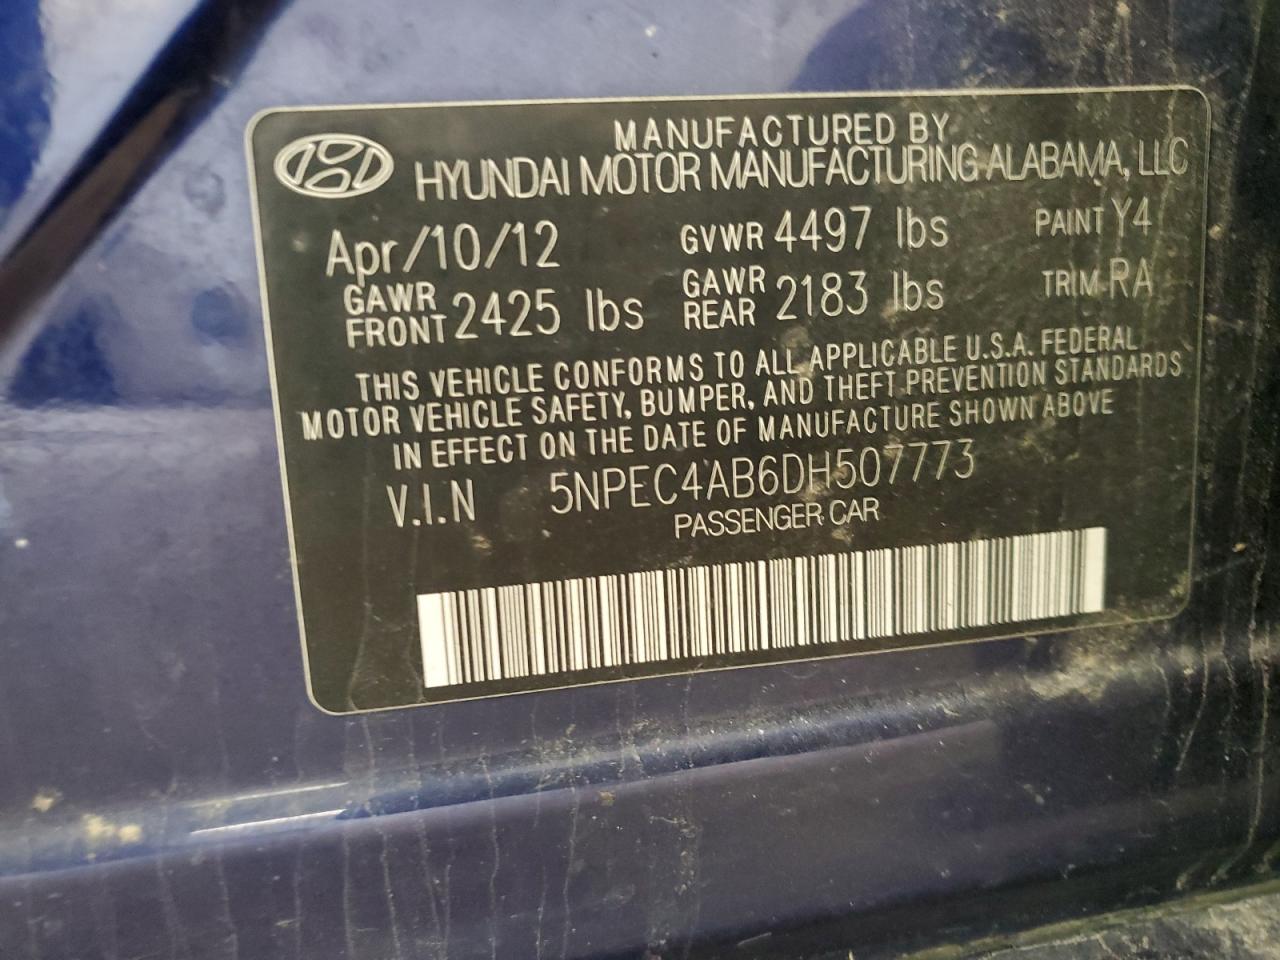 MANUFACTURED BY
HYUNDAI MOTOR MANUFACTURING ALABAMA, LLC
Apr/10/12 GVWR 4497 lbs PAINT Y4
GAWR FRONT 2425 lbs GAWR REAR 2183 lbs TRIM RA
THIS VEHICLE CONFORMS TO ALL APPLICABLE U.S.A. FEDERAL
MOTOR VEHICLE SAFETY, BUMPER, AND THEFT PREVENTION STANDARDS
IN EFFECT ON THE DATE OF MANUFACTURE SHOWN ABOVE
V.I.N 5NPEC4AB6DH507773
PASSENGER CAR